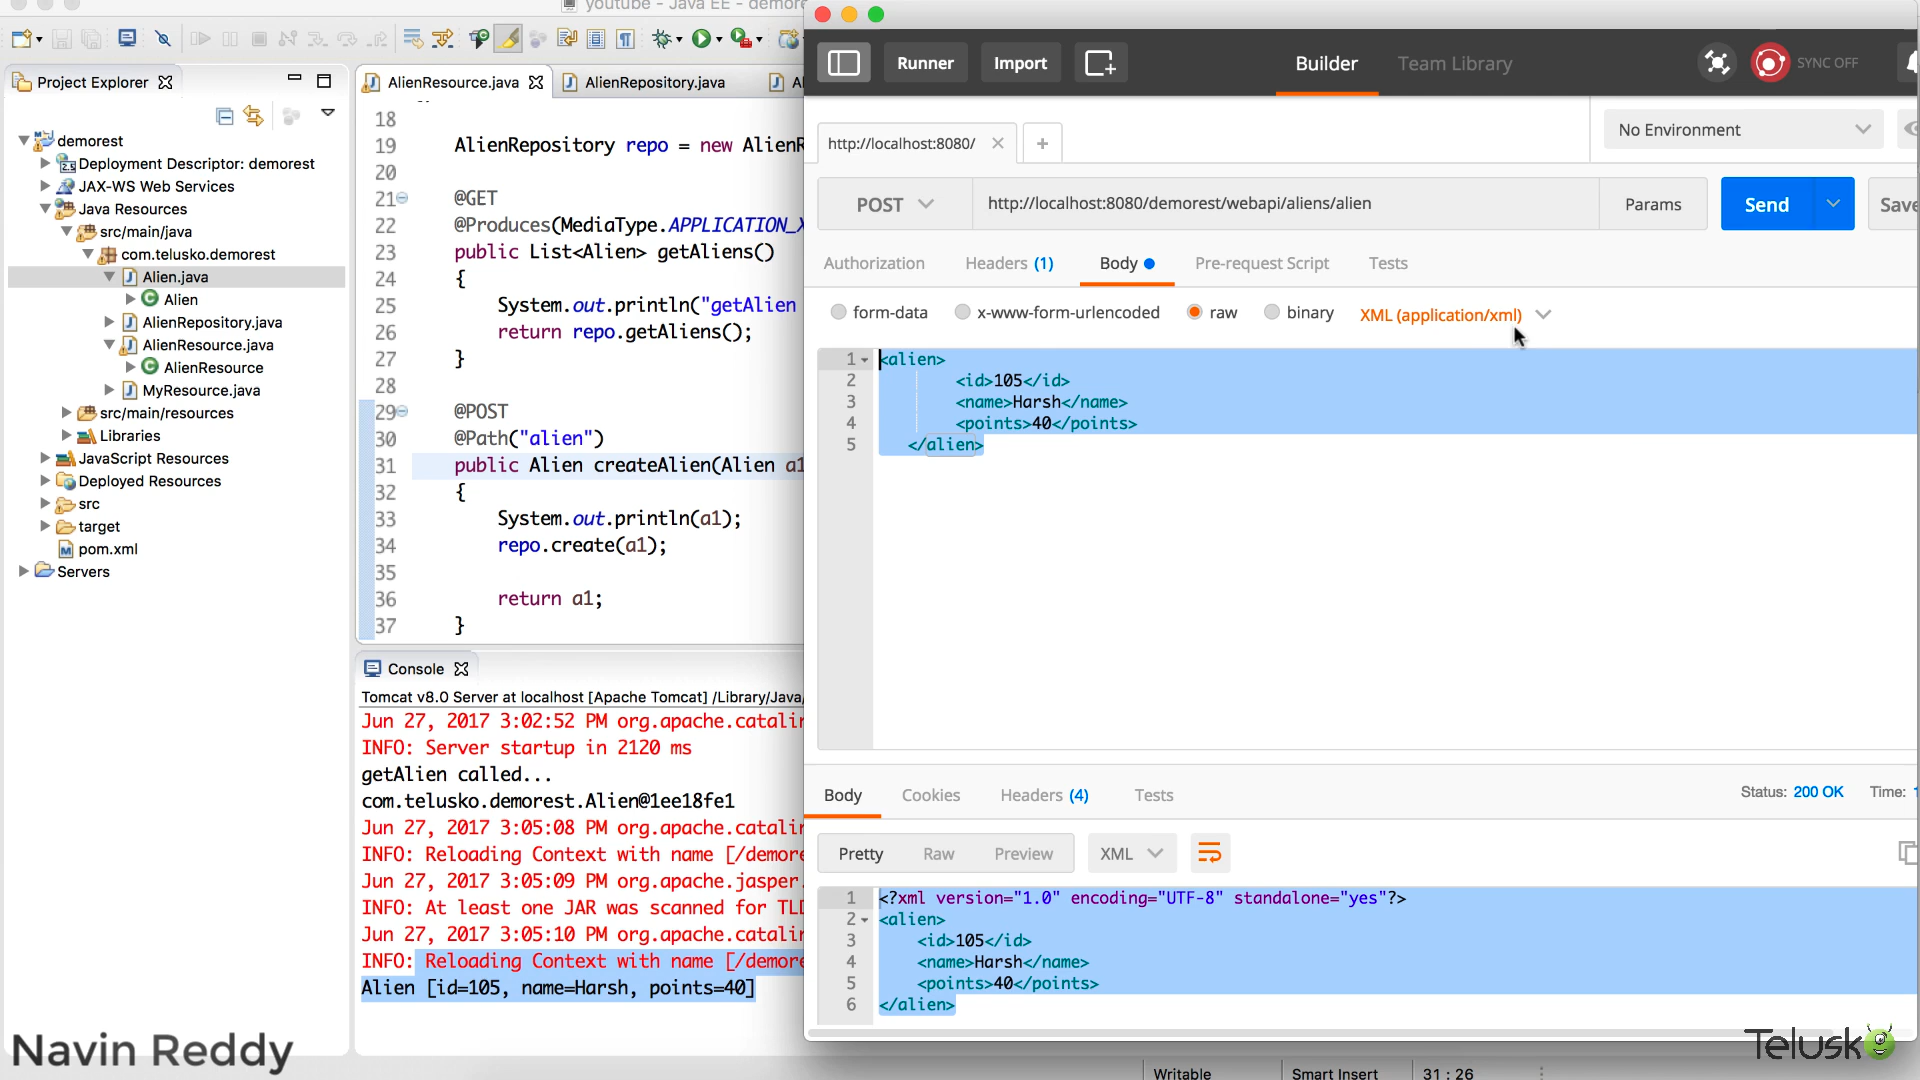 youtube - Java EE - demore
Project Explorer
demorest
Deployment Descriptor: demorest
JAX-WS Web Services
Java Resources
src/main/java
com.telusko.demorest
Alien.java
Alien
AlienRepository.java
AlienResource.java
AlienResource
MyResource.java
src/main/resources
Libraries
JavaScript Resources
Deployed Resources
src
target
pom.xml
Servers
AlienResource.java AlienRepository.java
18
19 AlienRepository repo = new AlienR
20
21 @GET
22 @Produces(MediaType.APPLICATION_X
23 public List<Alien> getAliens()
24 {
25 System.out.println("getAlien
26 return repo.getAliens();
27 }
28
29 @POST
30 @Path("alien")
31 public Alien createAlien(Alien a1
32 {
33 System.out.println(a1);
34 repo.create(a1);
35
36 return a1;
37 }
Console
Tomcat v8.0 Server at localhost [Apache Tomcat] /Library/Java/
Jun 27, 2017 3:02:52 PM org.apache.catalin
INFO: Server startup in 2120 ms
getAlien called...
com.telusko.demorest.Alien@1ee18fe1
Jun 27, 2017 3:05:08 PM org.apache.catalin
INFO: Reloading Context with name [/demore
Jun 27, 2017 3:05:09 PM org.apache.jasper.
INFO: At least one JAR was scanned for TLD
Jun 27, 2017 3:05:10 PM org.apache.catalin
INFO: Reloading Context with name [/demore
Alien [id=105, name=Harsh, points=40]
Runner Import Builder Team Library SYNC OFF
http://localhost:8080/ No Environment
POST http://localhost:8080/demorest/webapi/aliens/alien Params Send Save
Authorization Headers (1) Body Pre-request Script Tests
form-data x-www-form-urlencoded raw binary XML (application/xml)
1 <alien>
2 <id>105</id>
3 <name>Harsh</name>
4 <points>40</points>
5 </alien>
Body Cookies Headers (4) Tests Status: 200 OK Time:
Pretty Raw Preview XML
1 <?xml version="1.0" encoding="UTF-8" standalone="yes"?>
2 <alien>
3 <id>105</id>
4 <name>Harsh</name>
5 <points>40</points>
6 </alien>
Navin Reddy
Telusko
Writable Smart Insert 31 : 26